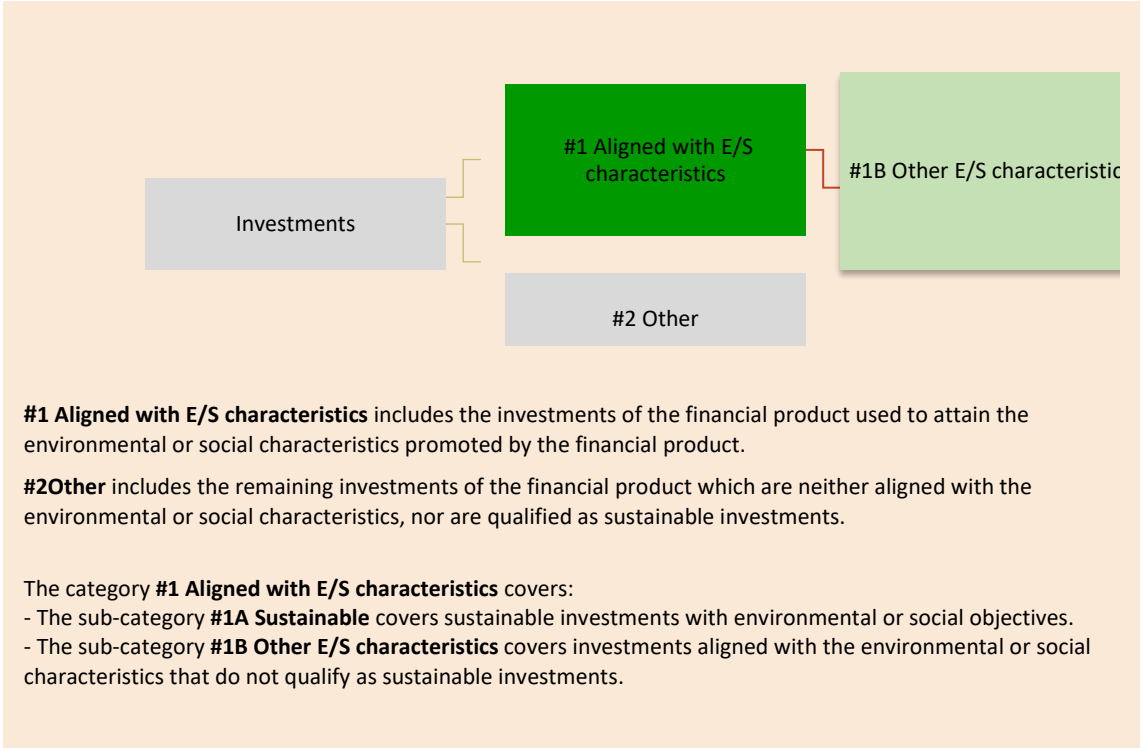 #1 Aligned with E/S
characteristics
#1B Other E/S characteristic
Investments
#2 Other
#1 Aligned with E/S characteristics includes the investments of the financial product used to attain the
environmental or social characteristics promoted by the financial product.
#2Other includes the remaining investments of the financial product which are neither aligned with the
environmental or social characteristics, nor are qualified as sustainable investments.
The category #1 Aligned with E/S characteristics covers:
- The sub-category #1A Sustainable covers sustainable investments with environmental or social objectives.
- The sub-category #1B Other E/S characteristics covers investments aligned with the environmental or social
characteristics that do not qualify as sustainable investments.